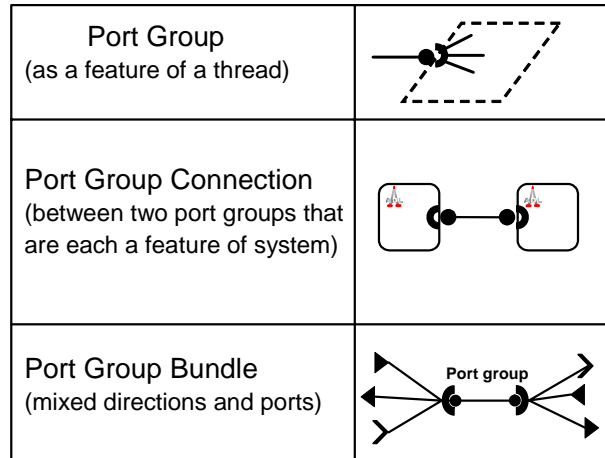 Port Group
(as a feature of a thread)
Port Group Connection
(between two port groups that
are each a feature of system)
Port Group Bundle
(mixed directions and ports)
Port group